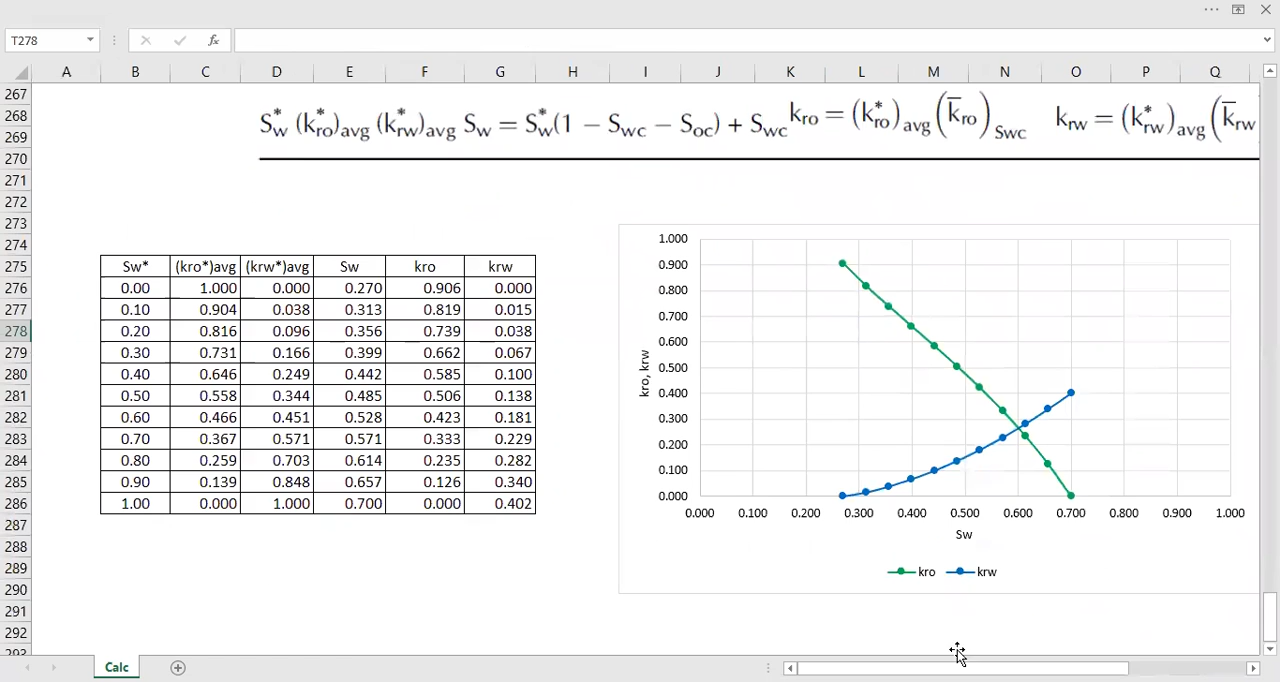 T278
fx
A B C D E F G H I J K L M N O P Q
267
268
269
270
271
272
273
274
275
276
277
278
279
280
281
282
283
284
285
286
287
288
289
290
291
292
293
S*w (k*ro)avg (k*rw)avg Sw = S*w(1 − Swc − Soc) + Swc kro = (k*ro)avg (k̅ro)Swc krw = (k*rw)avg (k̅rw
Sw* (kro*)avg (krw*)avg Sw kro krw
0.00 1.000 0.000 0.270 0.906 0.000
0.10 0.904 0.038 0.313 0.819 0.015
0.20 0.816 0.096 0.356 0.739 0.038
0.30 0.731 0.166 0.399 0.662 0.067
0.40 0.646 0.249 0.442 0.585 0.100
0.50 0.558 0.344 0.485 0.506 0.138
0.60 0.466 0.451 0.528 0.423 0.181
0.70 0.367 0.571 0.571 0.333 0.229
0.80 0.259 0.703 0.614 0.235 0.282
0.90 0.139 0.848 0.657 0.126 0.340
1.00 0.000 1.000 0.700 0.000 0.402
kro, krw
1.000
0.900
0.800
0.700
0.600
0.500
0.400
0.300
0.200
0.100
0.000
0.000 0.100 0.200 0.300 0.400 0.500 0.600 0.700 0.800 0.900 1.000
Sw
kro krw
Calc